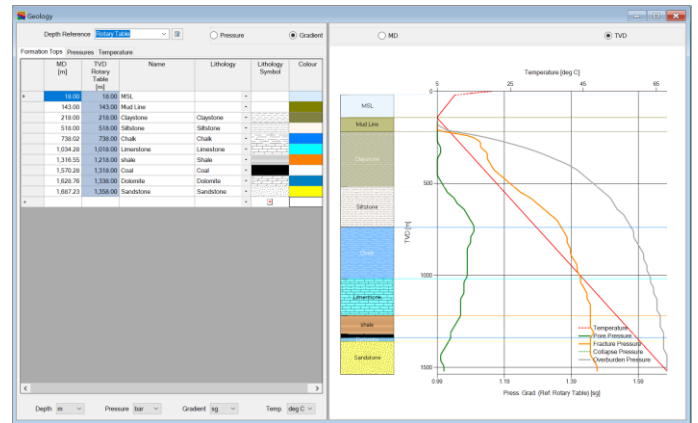 Geology
Depth Reference Rotary Table Pressure Gradient
Formation Tops Pressures Temperature
MD [m] TVD Rotary Table [m] Name Lithology Lithology Symbol Colour
18.00 18.00 MSL
143.00 143.00 Mud Line
218.00 218.00 Claystone Claystone
518.00 518.00 Siltstone Siltstone
738.02 738.00 Chalk Chalk
1,034.28 1,018.00 Limerstone Limestone
1,316.55 1,218.00 shale Shale
1,570.28 1,318.00 Coal Coal
1,628.76 1,338.00 Dolomite Dolomite
1,687.23 1,358.00 Sandstone Sandstone
Depth m Pressure bar Gradient sg Temp. deg C
MD TVD
Temperature [deg C]
5 25 45 65
MSL
Mud Line
Claystone
Siltstone
Chalk
Limerstone
shale
Sandstone
TVD [m]
0
500
1000
1500
Temperature
Pore Pressure
Fracture Pressure
Collapse Pressure
Overburden Pressure
0.99 1.19 1.39 1.59
Press. Grad. (Ref. Rotary Table) [sg]